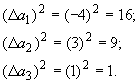 (Δa₁)² = (−4)² = 16;
(Δa₂)² = (3)² = 9;
(Δa₃)² = (1)² = 1.